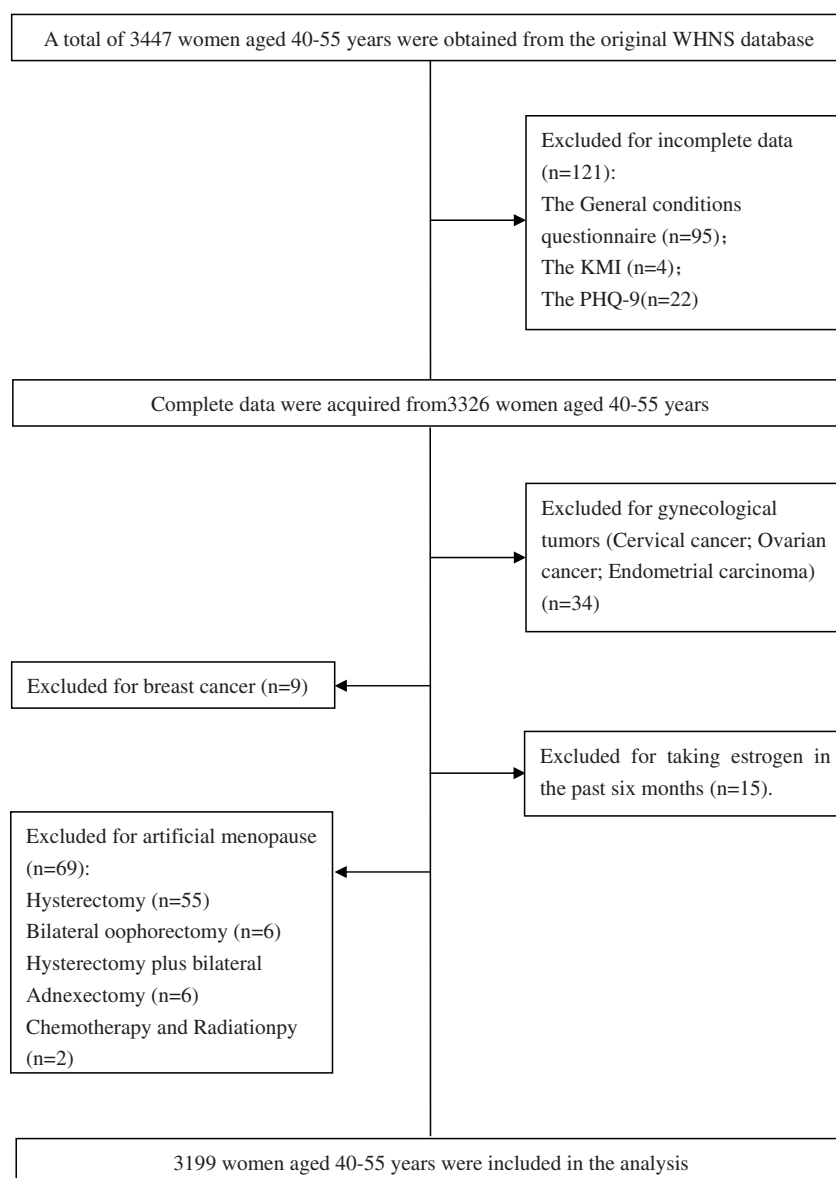 A total of 3447 women aged 40-55 years were obtained from the original WHNS database
Excluded for incomplete data
(n=121):
The General conditions
questionnaire (n=95)；
The KMI (n=4)；
The PHQ-9(n=22)
Complete data were acquired from3326 women aged 40-55 years
Excluded for gynecological
tumors (Cervical cancer; Ovarian
cancer; Endometrial carcinoma)
(n=34)
Excluded for breast cancer (n=9)
Excluded for taking estrogen in
the past six months (n=15).
Excluded for artificial menopause
(n=69):
Hysterectomy (n=55)
Bilateral oophorectomy (n=6)
Hysterectomy plus bilateral
Adnexectomy (n=6)
Chemotherapy and Radiationpy
(n=2)
3199 women aged 40-55 years were included in the analysis